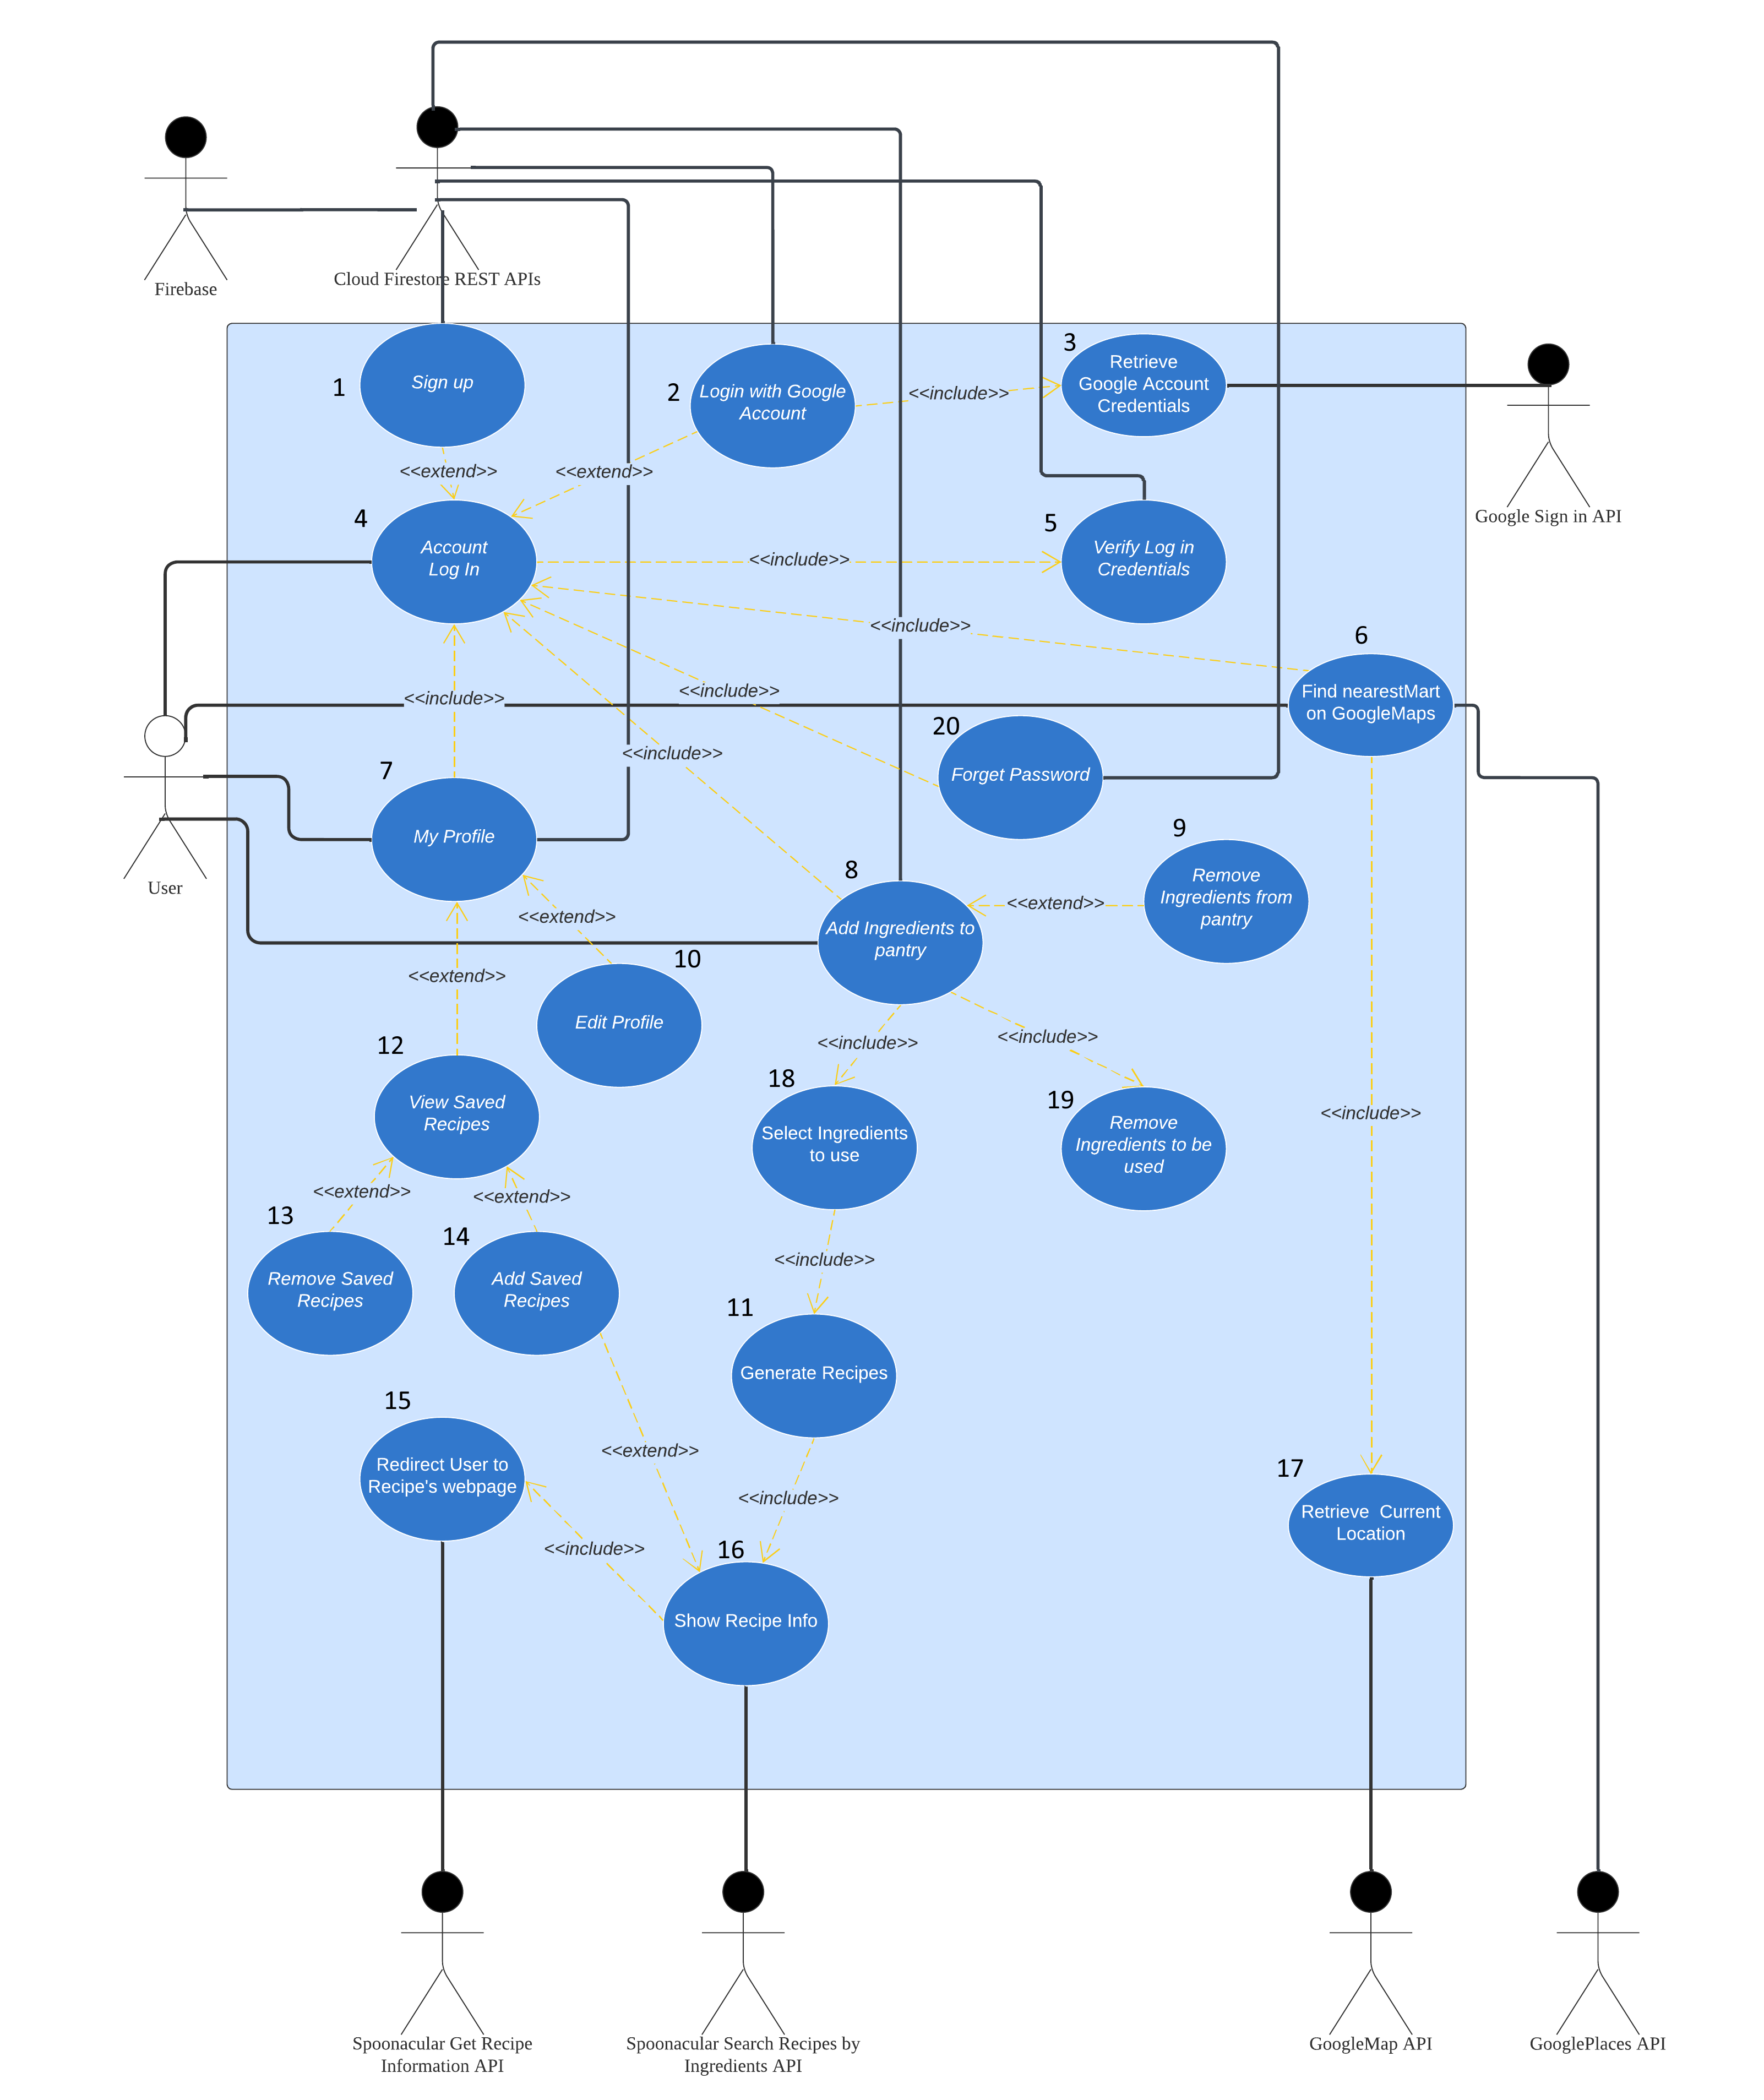 Firebase
Cloud Firestore REST APIs
1
Sign up
2
Login with Google
Account
<<include>>
3
Retrieve
Google Account
Credentials
Google Sign in API
<<extend>>
<<extend>>
4
Account
Log In
<<include>>
5
Verify Log in
Credentials
<<include>>
6
Find nearestMart
on GoogleMaps
<<include>>
<<include>>
<<include>>
20
Forget Password
User
7
My Profile
8
Add Ingredients to
pantry
<<extend>>
9
Remove
Ingredients from
pantry
<<extend>>
10
Edit Profile
<<extend>>
<<include>>
<<include>>
12
View Saved
Recipes
18
Select Ingredients
to use
19
Remove
Ingredients to be
used
<<include>>
<<extend>>
<<extend>>
13
Remove Saved
Recipes
14
Add Saved
Recipes
<<include>>
11
Generate Recipes
15
Redirect User to
Recipe's webpage
<<extend>>
<<include>>
<<include>>
16
Show Recipe Info
17
Retrieve  Current
Location
Spoonacular Get Recipe
Information API
Spoonacular Search Recipes by
Ingredients API
GoogleMap API
GooglePlaces API